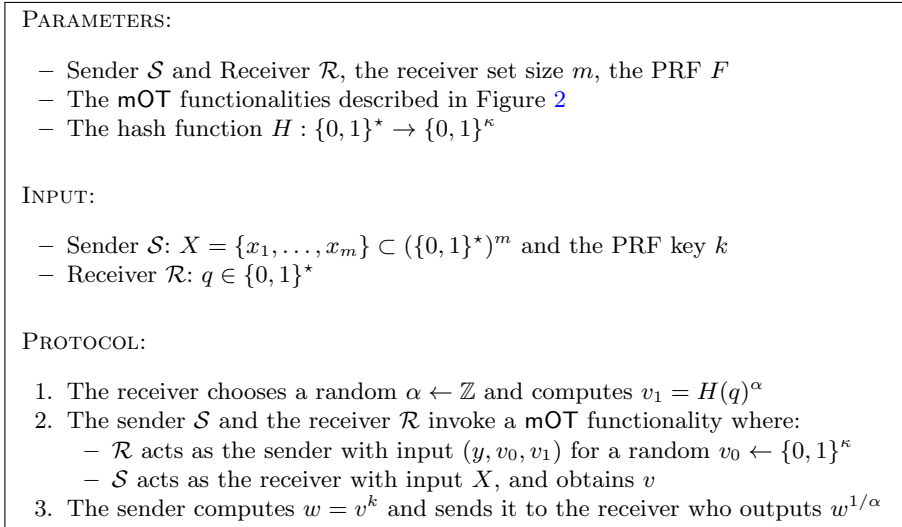 PARAMETERS:
– Sender 𝒮 and Receiver ℛ, the receiver set size m, the PRF F
– The mOT functionalities described in Figure 2
– The hash function H : {0, 1}⋆ → {0, 1}^κ
INPUT:
– Sender 𝒮: X = {x₁, . . . , xₘ} ⊂ ({0, 1}⋆)^m and the PRF key k
– Receiver ℛ: q ∈ {0, 1}⋆
PROTOCOL:
1. The receiver chooses a random α ← ℤ and computes v₁ = H(q)^α
2. The sender 𝒮 and the receiver ℛ invoke a mOT functionality where:
– ℛ acts as the sender with input (y, v₀, v₁) for a random v₀ ← {0, 1}^κ
– 𝒮 acts as the receiver with input X, and obtains v
3. The sender computes w = v^k and sends it to the receiver who outputs w^{1/α}